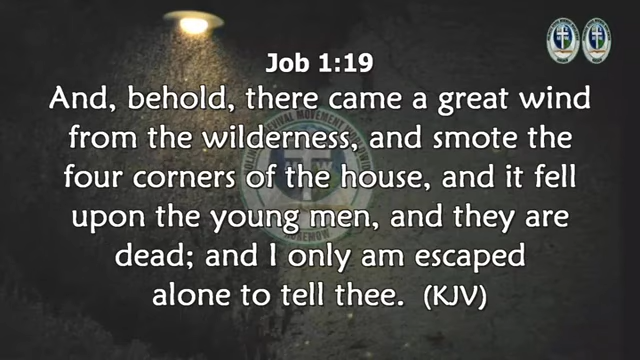 Job 1:19
And, behold, there came a great wind
from the wilderness, and smote the
four corners of the house, and it fell
upon the young men, and they are
dead; and I only am escaped
alone to tell thee. (KJV)